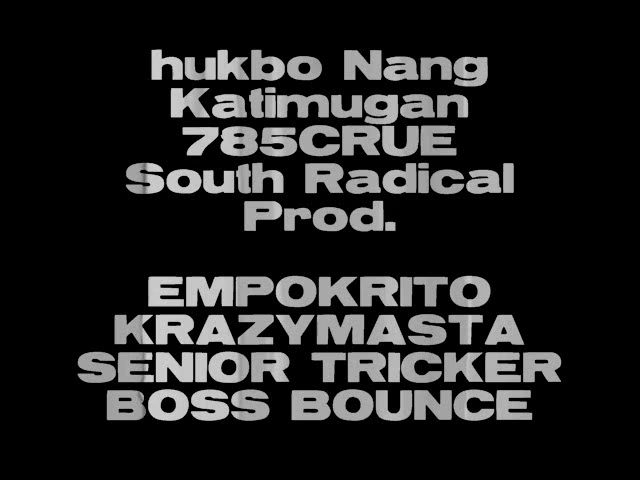 hukbo Nang
Katimugan
785CRUE
South Radical
Prod.
EMPOKRITO
KRAZYMASTA
SENIOR TRICKER
BOSS BOUNCE